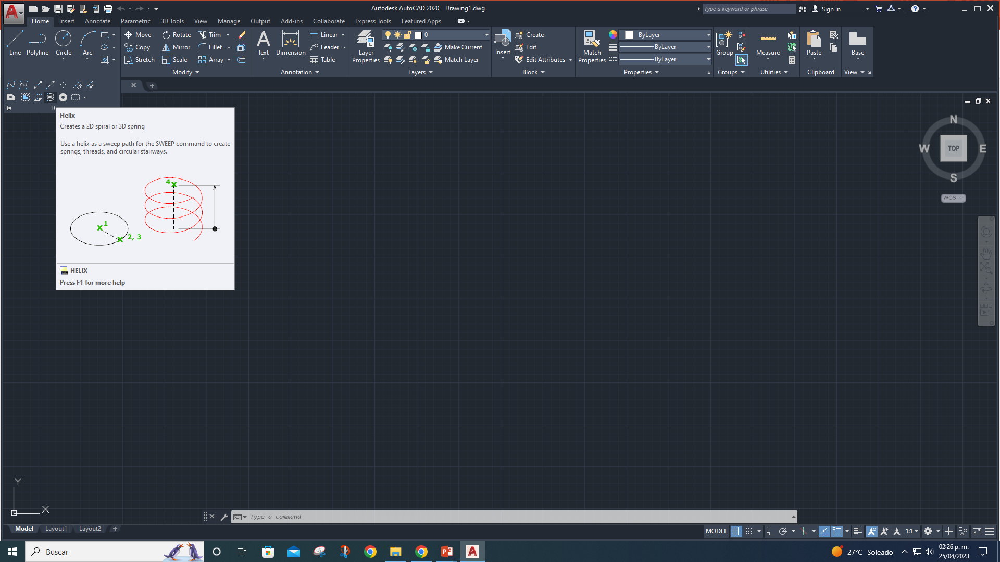 Autodesk AutoCAD 2020 Drawing1.dwg
Type a keyword or phrase
Sign In
Home Insert Annotate Parametric 3D Tools View Manage Output Add-ins Collaborate Express Tools Featured Apps
Line Polyline Circle Arc
Move Rotate Trim
Copy Mirror Fillet
Stretch Scale Array
Modify
Text Dimension
Linear
Leader
Table
Annotation
Layer
Properties
0
Make Current
Match Layer
Layers
Insert
Create
Edit
Edit Attributes
Block
Match
Properties
ByLayer
ByLayer
ByLayer
Properties
Group
Groups
Measure
Utilities
Paste
Clipboard
Base
View
D
Helix
Creates a 2D spiral or 3D spring
Use a helix as a sweep path for the SWEEP command to create
springs, threads, and circular stairways.
4
1
2, 3
HELIX
Press F1 for more help
N
W TOP E
S
WCS
Y
X
Type a command
Model Layout1 Layout2
MODEL 1:1
Buscar
27°C Soleado
02:26 p. m.
25/04/2023